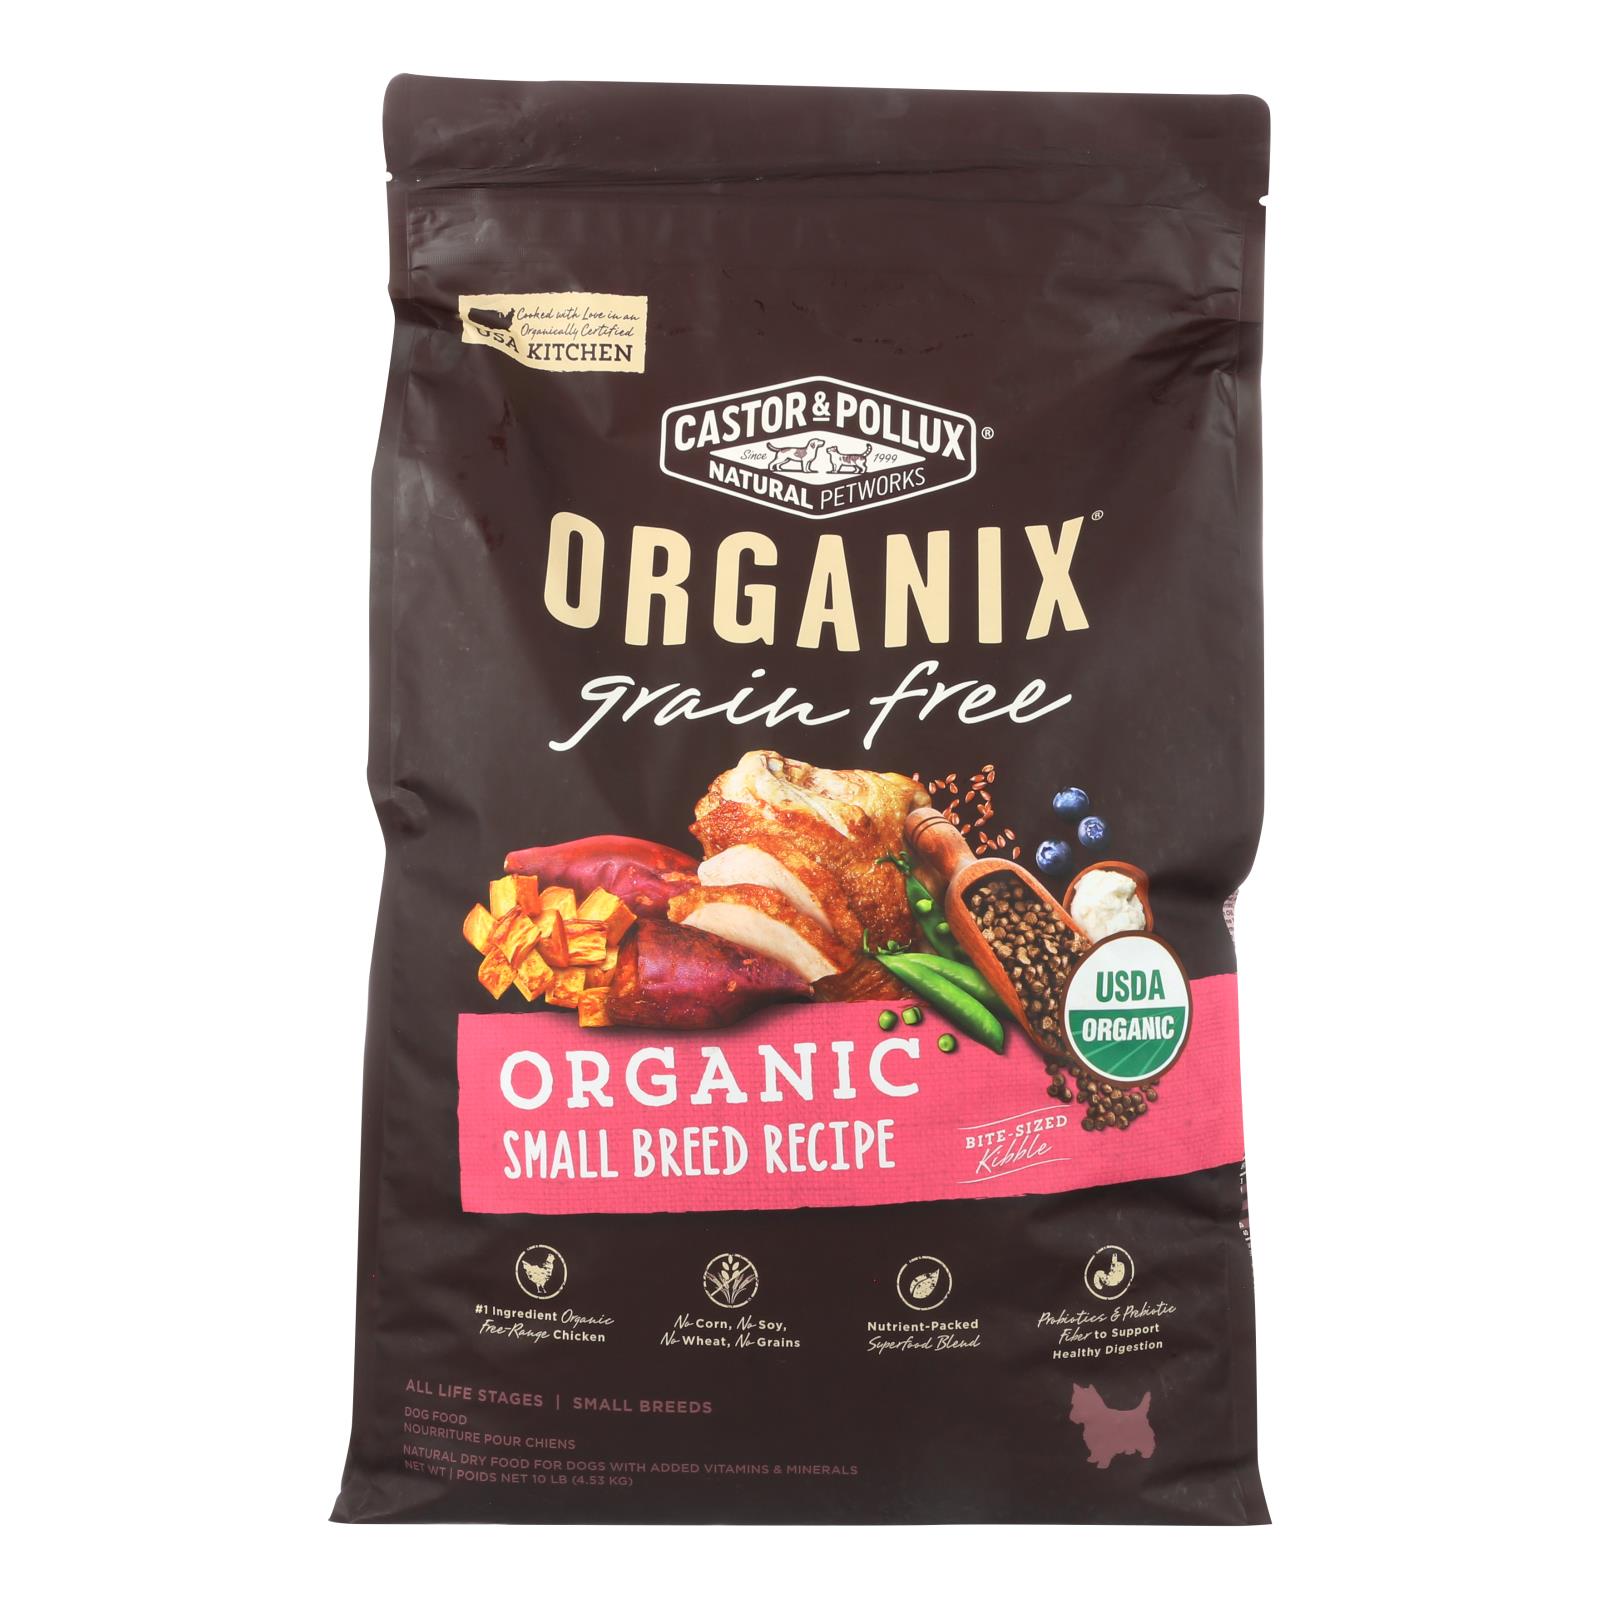 Cooked with Love in an
Organically Certified
USA KITCHEN
CASTOR & POLLUX®
Since 1999
NATURAL PETWORKS
ORGANIX®
grain free
USDA
ORGANIC
ORGANIC
SMALL BREED RECIPE
BITE-SIZED
Kibble
#1 Ingredient Organic
Free-Range Chicken
No Corn, No Soy,
No Wheat, No Grains
Nutrient-Packed
Superfood Blend
Probiotics & Prebiotic
Fiber to Support
Healthy Digestion
ALL LIFE STAGES | SMALL BREEDS
DOG FOOD
NOURRITURE POUR CHIENS
NATURAL DRY FOOD FOR DOGS WITH ADDED VITAMINS & MINERALS
NET WT | POIDS NET 10 LB (4.53 KG)